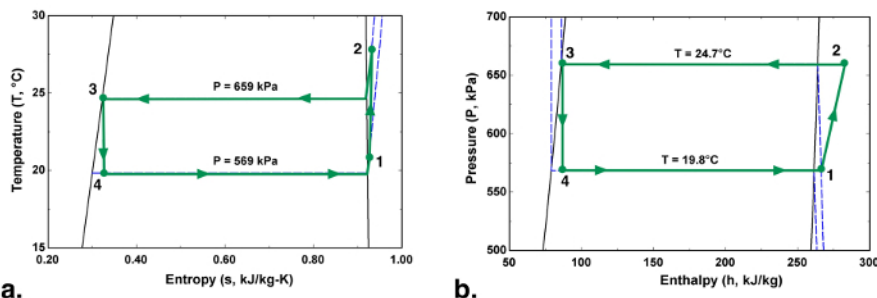 30
25
20
15
Temperature (T, °C)
0.20
0.40
0.60
0.80
1.00
Entropy (s, kJ/kg-K)
P = 659 kPa
P = 569 kPa
1
2
3
4
a.
700
650
600
550
500
Pressure (P, kPa)
50
100
150
200
250
300
Enthalpy (h, kJ/kg)
T = 24.7°C
T = 19.8°C
1
2
3
4
b.